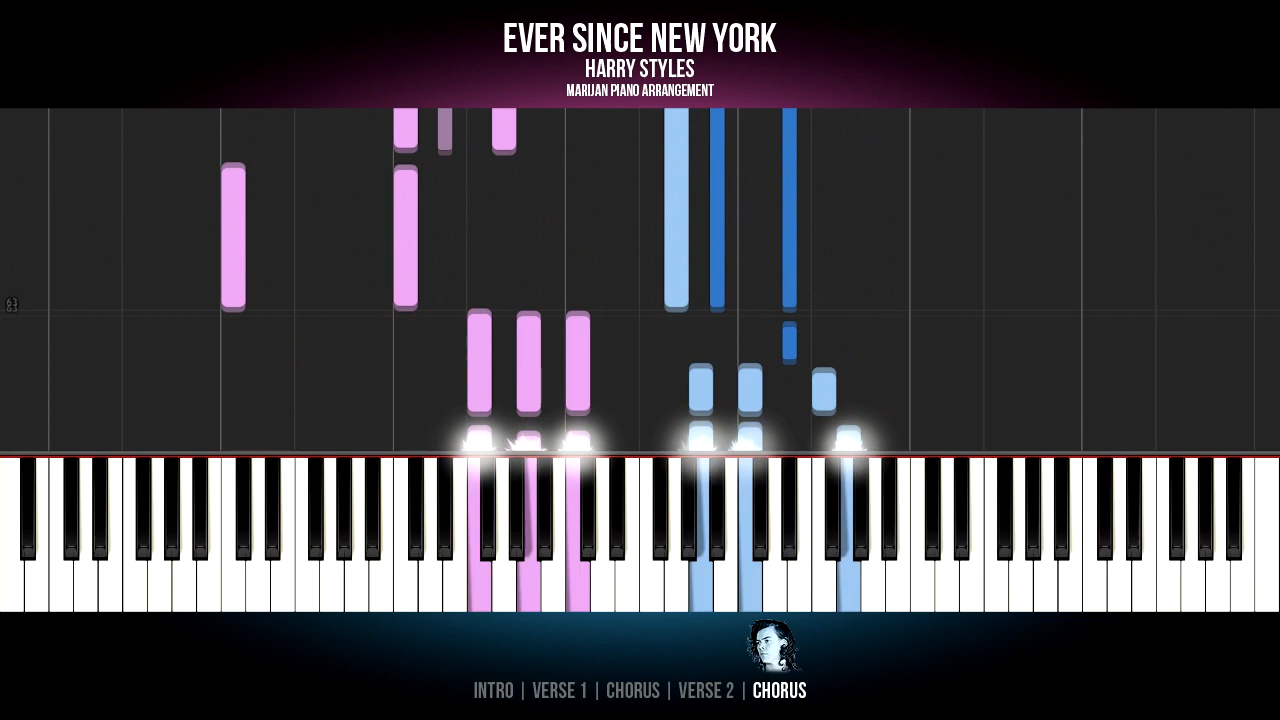 EVER SINCE NEW YORK
HARRY STYLES
MARIJAN PIANO ARRANGEMENT
INTRO | VERSE 1 | CHORUS | VERSE 2 | CHORUS